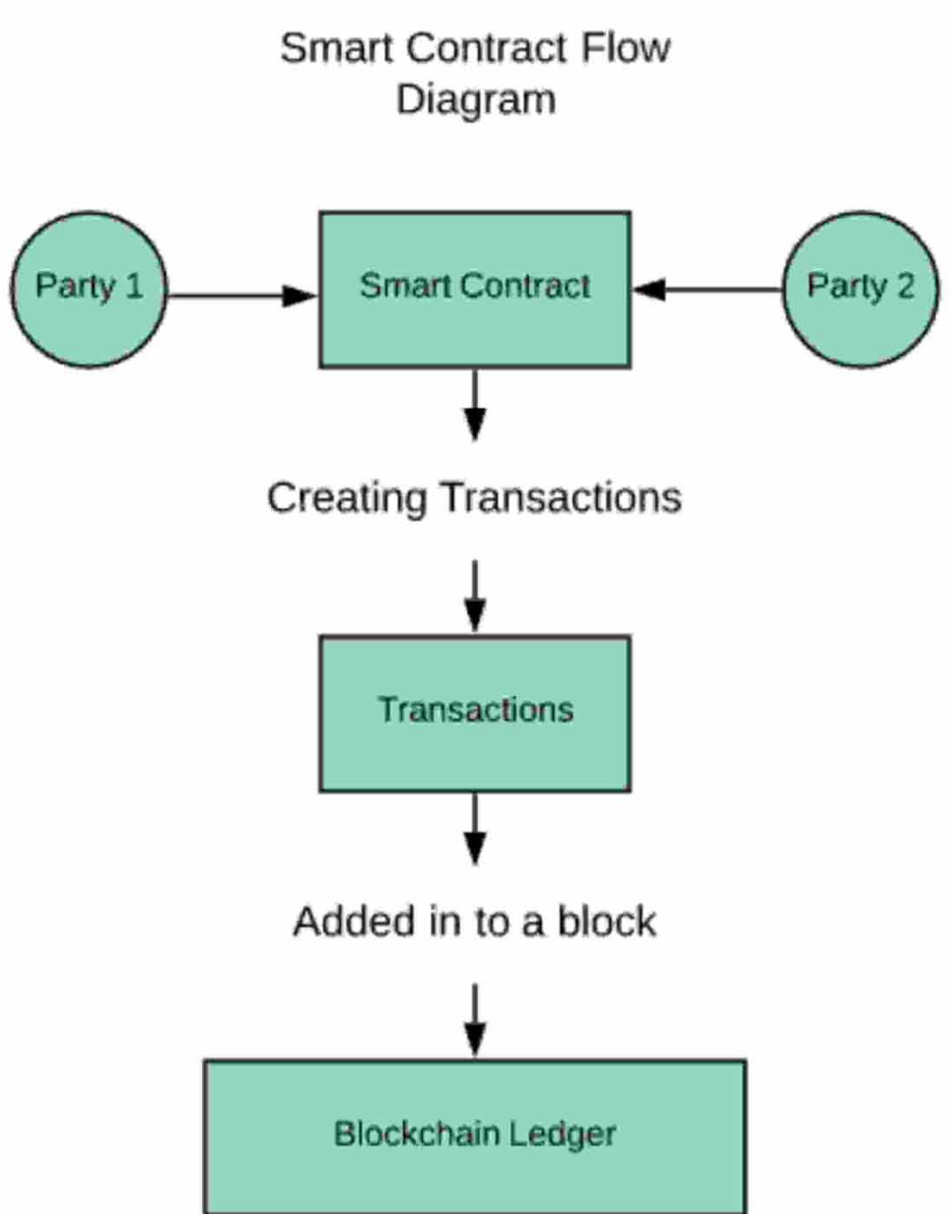 Smart Contract Flow
Diagram
Party 1
Smart Contract
Party 2
Creating Transactions
Transactions
Added in to a block
Blockchain Ledger